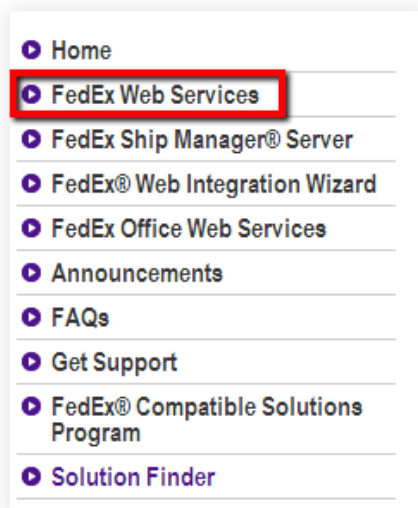 Home
FedEx Web Services
FedEx Ship Manager® Server
FedEx® Web Integration Wizard
FedEx Office Web Services
Announcements
FAQs
Get Support
FedEx® Compatible Solutions
Program
Solution Finder